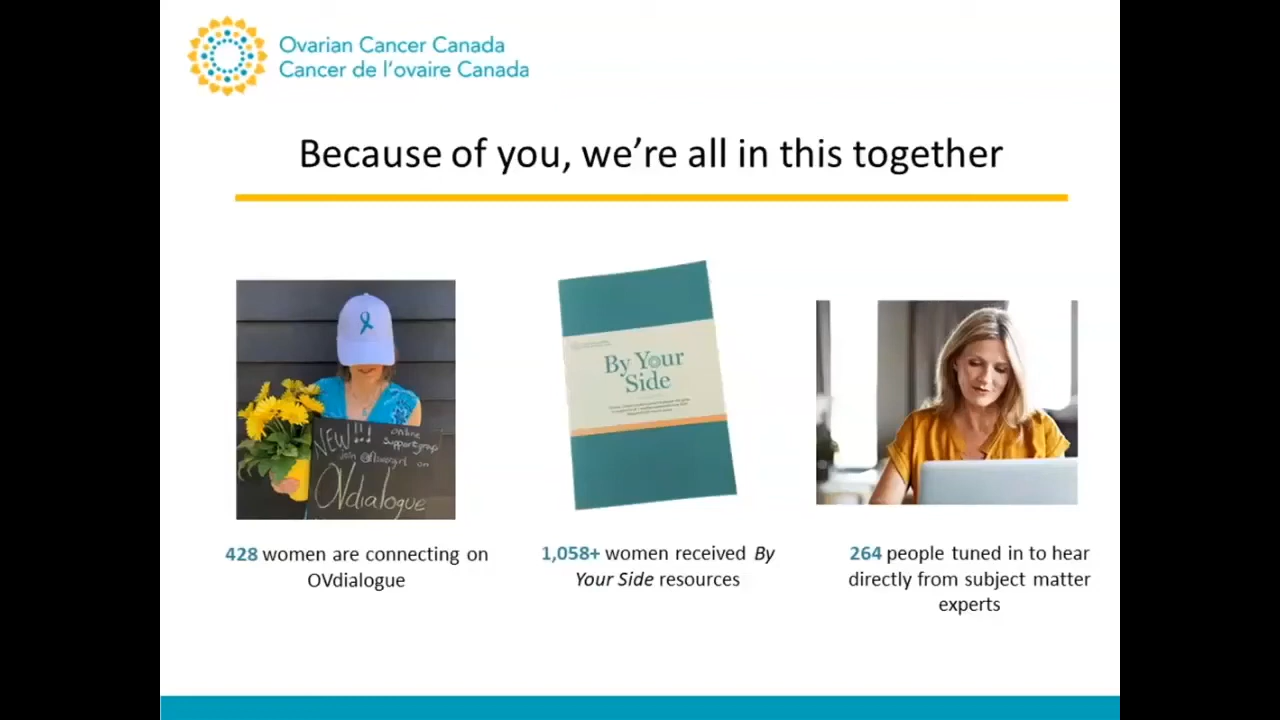 Ovarian Cancer Canada
Cancer de l'ovaire Canada
Because of you, we're all in this together
NEW!!!
online
support group
join
on
OVdialogue
By Your
Side
428 women are connecting on
OVdialogue
1,058+ women received By
Your Side resources
264 people tuned in to hear
directly from subject matter
experts